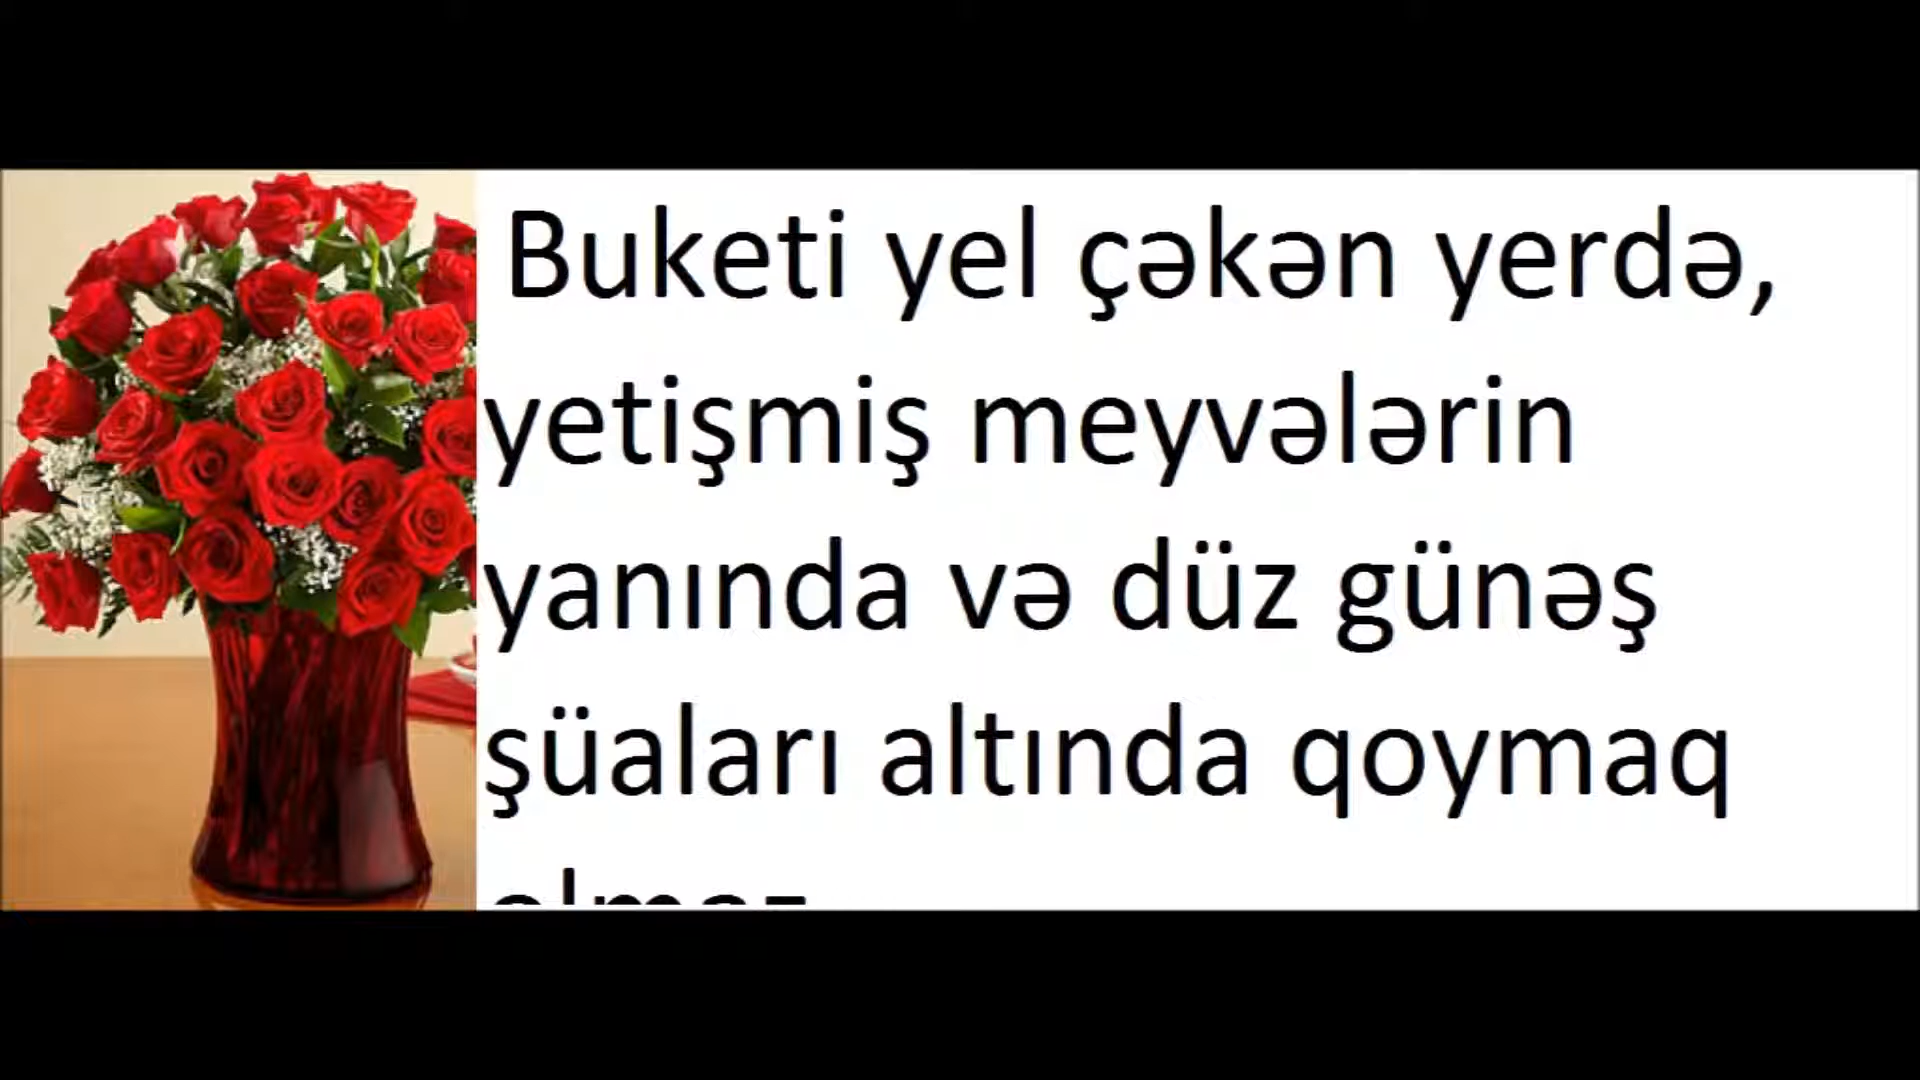 Buketi yel çəkən yerdə,
yetişmiş meyvələrin
yanında və düz günəş
şüaları altında qoymaq